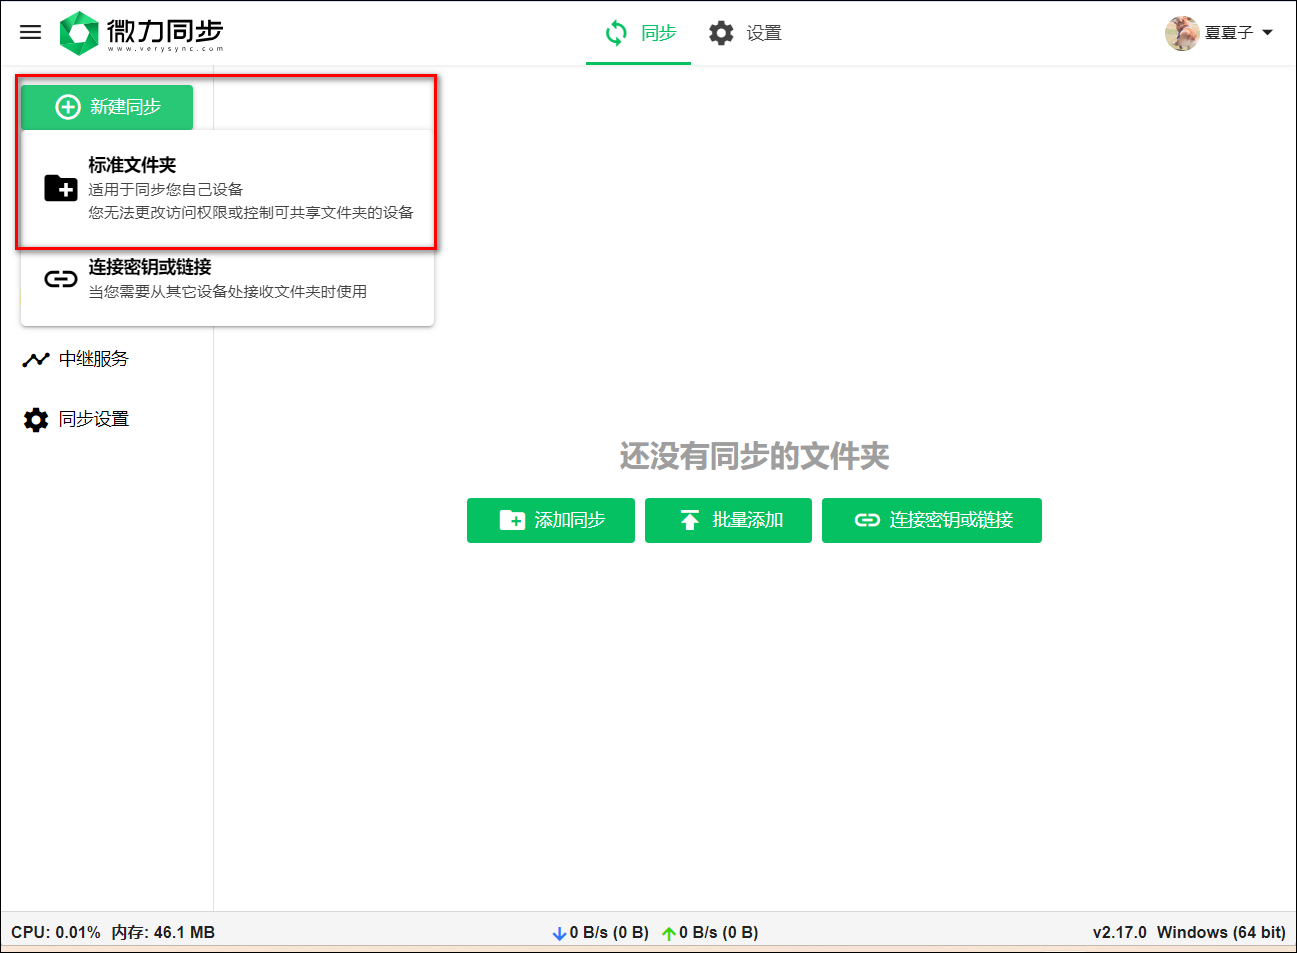 微力同步
www.verysync.com
同步
设置
夏夏子
新建同步
标准文件夹
适用于同步您自己设备
您无法更改访问权限或控制可共享文件夹的设备
连接密钥或链接
当您需要从其它设备处接收文件夹时使用
中继服务
同步设置
还没有同步的文件夹
添加同步
批量添加
连接密钥或链接
CPU: 0.01% 内存: 46.1 MB
0 B/s (0 B) 0 B/s (0 B)
v2.17.0 Windows (64 bit)